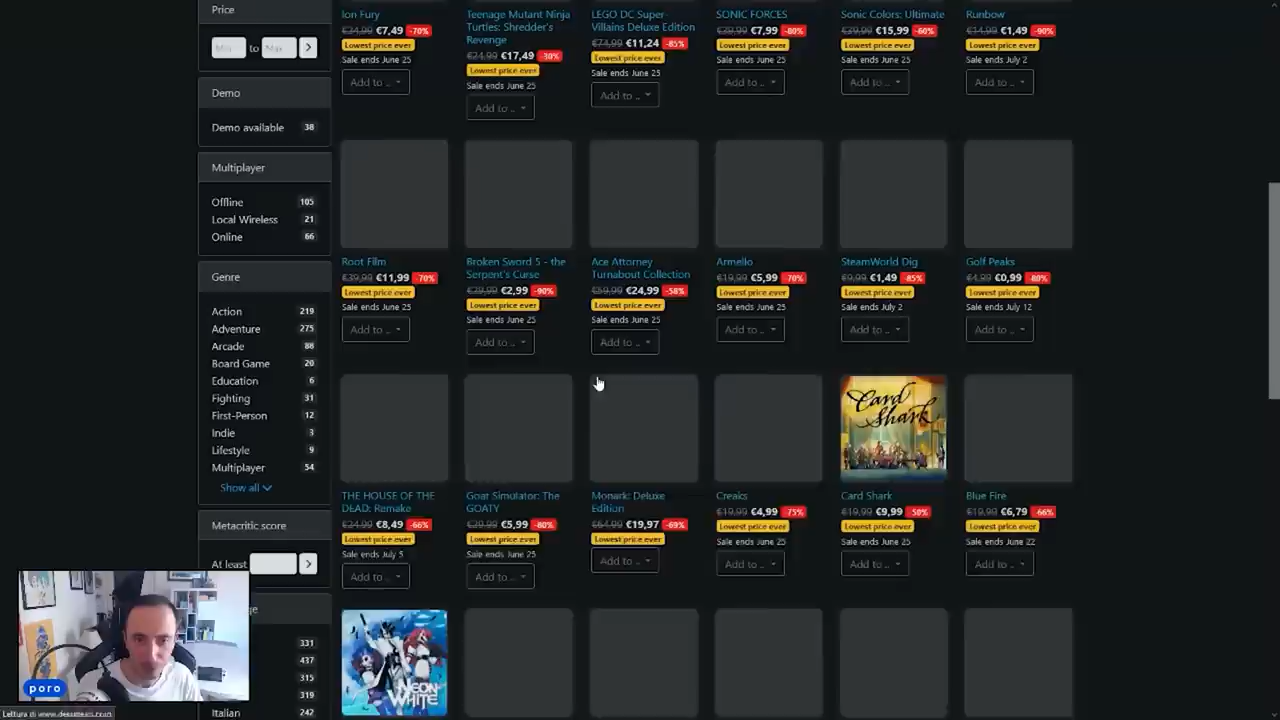 Price
Min to Max
Demo
Demo available 38
Multiplayer
Offline 105
Local Wireless 21
Online 66
Genre
Action 219
Adventure 275
Arcade 88
Board Game 20
Education 6
Fighting 31
First-Person 12
Indie 3
Lifestyle 9
Multiplayer 54
Show all
Metacritic score
At least
331
437
315
319
Italian 242
Ion Fury
€24,99 €7,49 -70%
Lowest price ever
Sale ends June 25
Add to ..
Teenage Mutant Ninja
Turtles: Shredder's
Revenge
€24,99 €17,49 -30%
Lowest price ever
Sale ends June 25
Add to ..
LEGO DC Super-
Villains Deluxe Edition
€74,99 €11,24 -85%
Lowest price ever
Sale ends June 25
Add to ..
SONIC FORCES
€39,99 €7,99 -80%
Lowest price ever
Sale ends June 25
Add to ..
Sonic Colors: Ultimate
€39,99 €15,99 -60%
Lowest price ever
Sale ends June 25
Add to ..
Runbow
€14,99 €1,49 -90%
Lowest price ever
Sale ends July 2
Add to ..
Root Film
€39,99 €11,99 -70%
Lowest price ever
Sale ends June 25
Add to ..
Broken Sword 5 - the
Serpent's Curse
€29,99 €2,99 -90%
Lowest price ever
Sale ends June 25
Add to ..
Ace Attorney
Turnabout Collection
€59,99 €24,99 -58%
Lowest price ever
Sale ends June 25
Add to ..
Armello
€19,99 €5,99 -70%
Lowest price ever
Sale ends June 25
Add to ..
SteamWorld Dig
€9,99 €1,49 -85%
Lowest price ever
Sale ends July 2
Add to ..
Golf Peaks
€4,99 €0,99 -80%
Lowest price ever
Sale ends July 12
Add to ..
THE HOUSE OF THE
DEAD: Remake
€24,99 €8,49 -66%
Lowest price ever
Sale ends July 5
Add to ..
Goat Simulator: The
GOATY
€29,99 €5,99 -80%
Lowest price ever
Sale ends June 25
Add to ..
Monark: Deluxe
Edition
€64,99 €19,97 -69%
Lowest price ever
Add to ..
Creaks
€19,99 €4,99 -75%
Lowest price ever
Sale ends June 25
Add to ..
Card Shark
Card Shark
€19,99 €9,99 -50%
Lowest price ever
Sale ends June 25
Add to ..
Blue Fire
€19,99 €6,79 -66%
Lowest price ever
Sale ends June 22
Add to ..
NEON
WHITE
poro
Lettura di www.dekudeals.com